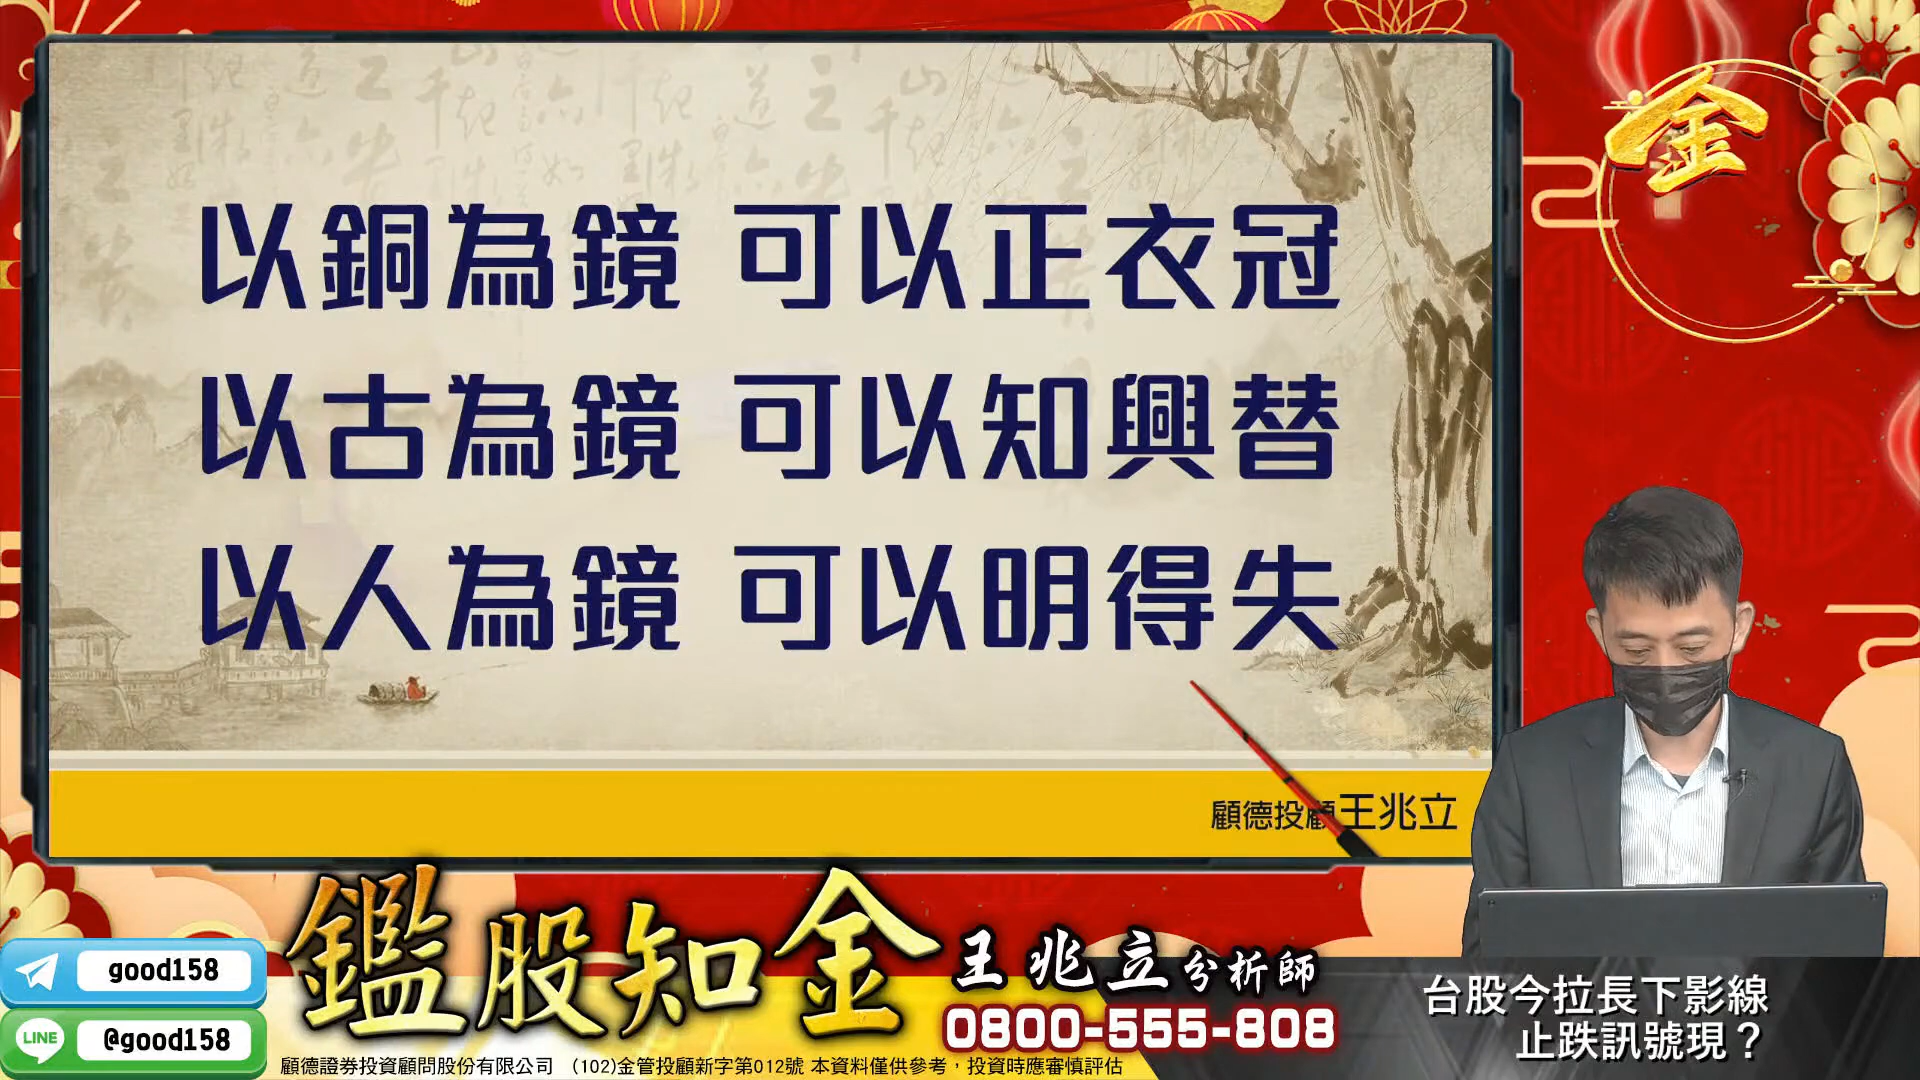 以銅為鏡 可以正衣冠
以古為鏡 可以知興替
以人為鏡 可以明得失
顧德投顧王兆立
金
鑑股知金
王兆立分析師
0800-555-808
good158
LINE
@good158
顧德證券投資顧問股份有限公司 (102)金管投顧新字第012號 本資料僅供參考，投資時應審慎評估
台股今拉長下影線
止跌訊號現？